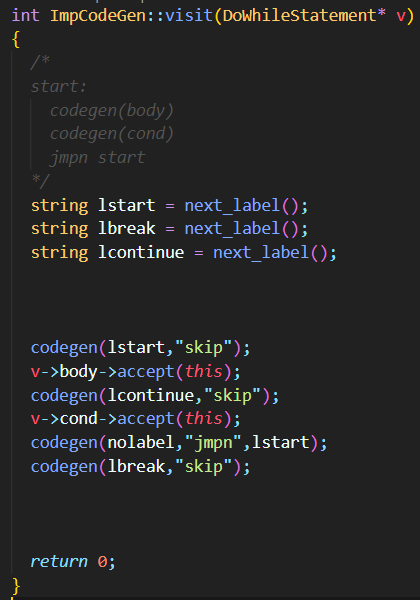 int ImpCodeGen::visit(DoWhileStatement* v)
{
/*
start:
codegen(body)
codegen(cond)
jmpn start
*/
string lstart = next_label();
string lbreak = next_label();
string lcontinue = next_label();
codegen(lstart,"skip");
v->body->accept(this);
codegen(lcontinue,"skip");
v->cond->accept(this);
codegen(nolabel,"jmpn",lstart);
codegen(lbreak,"skip");
return 0;
}